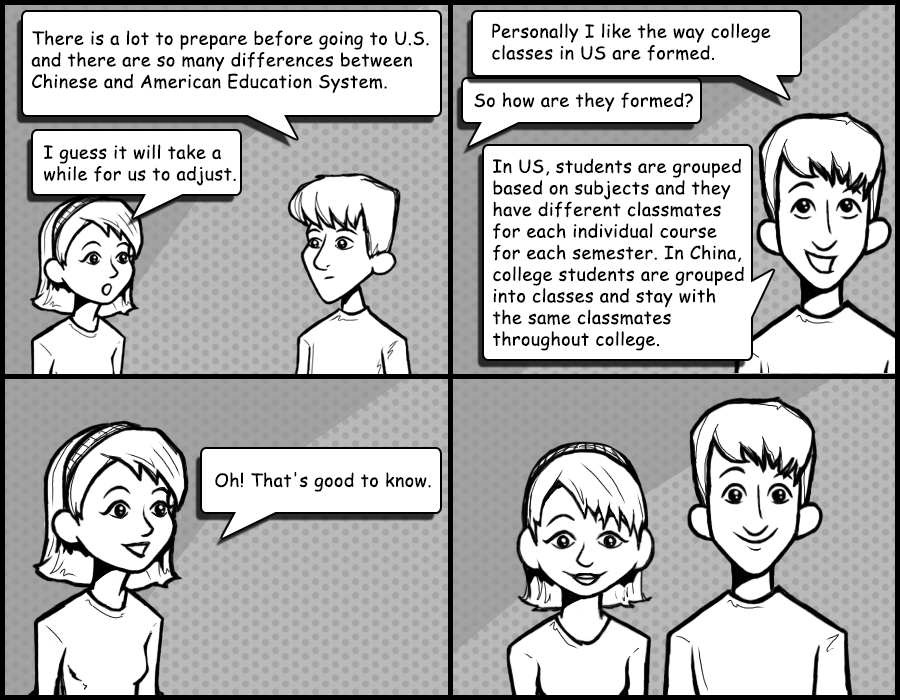 There is a lot to prepare before going to U.S.
and there are so many differences between
Chinese and American Education System.
I guess it will take a
while for us to adjust.
Personally I like the way college
classes in US are formed.
So how are they formed?
In US, students are grouped
based on subjects and they
have different classmates
for each individual course
for each semester. In China,
college students are grouped
into classes and stay with
the same classmates
throughout college.
Oh! That's good to know.